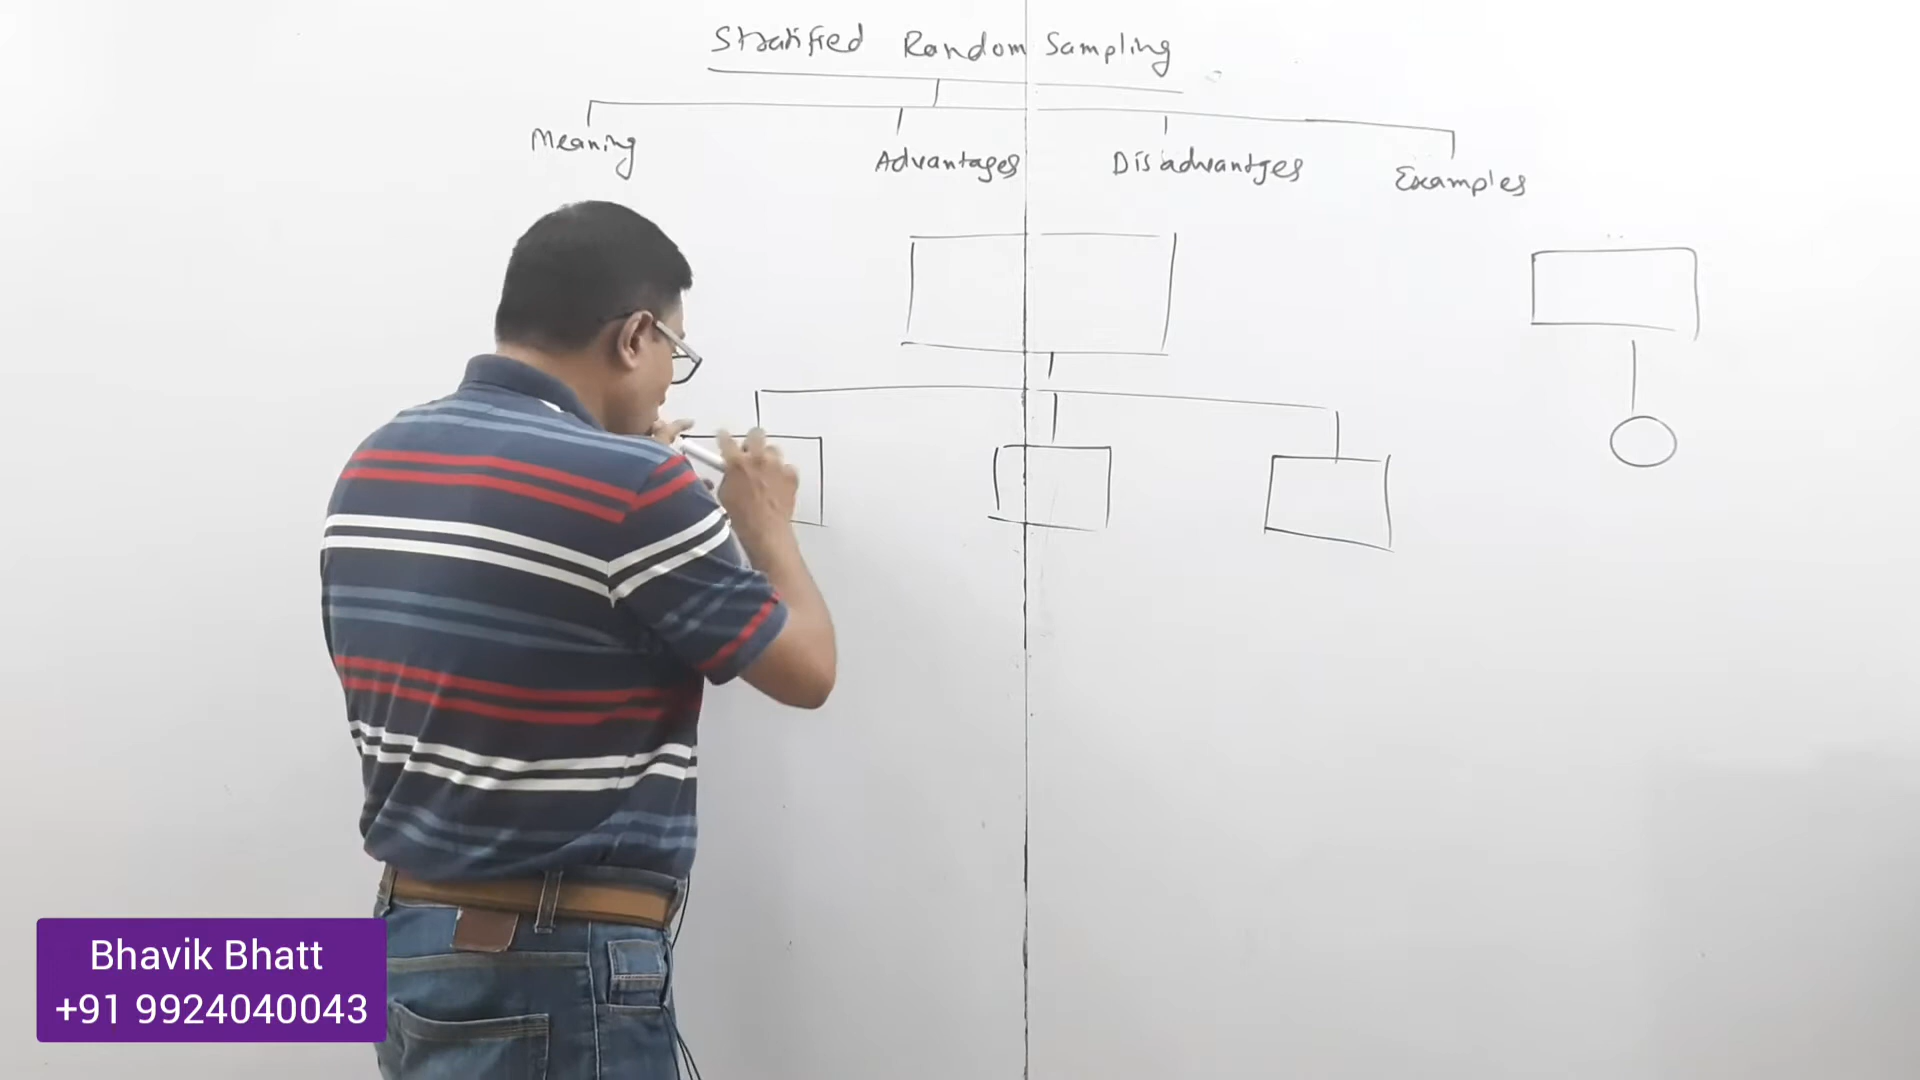 Stratified Random Sampling
Meaning Advantages Disadvantges Examples
Bhavik Bhatt
+91 9924040043